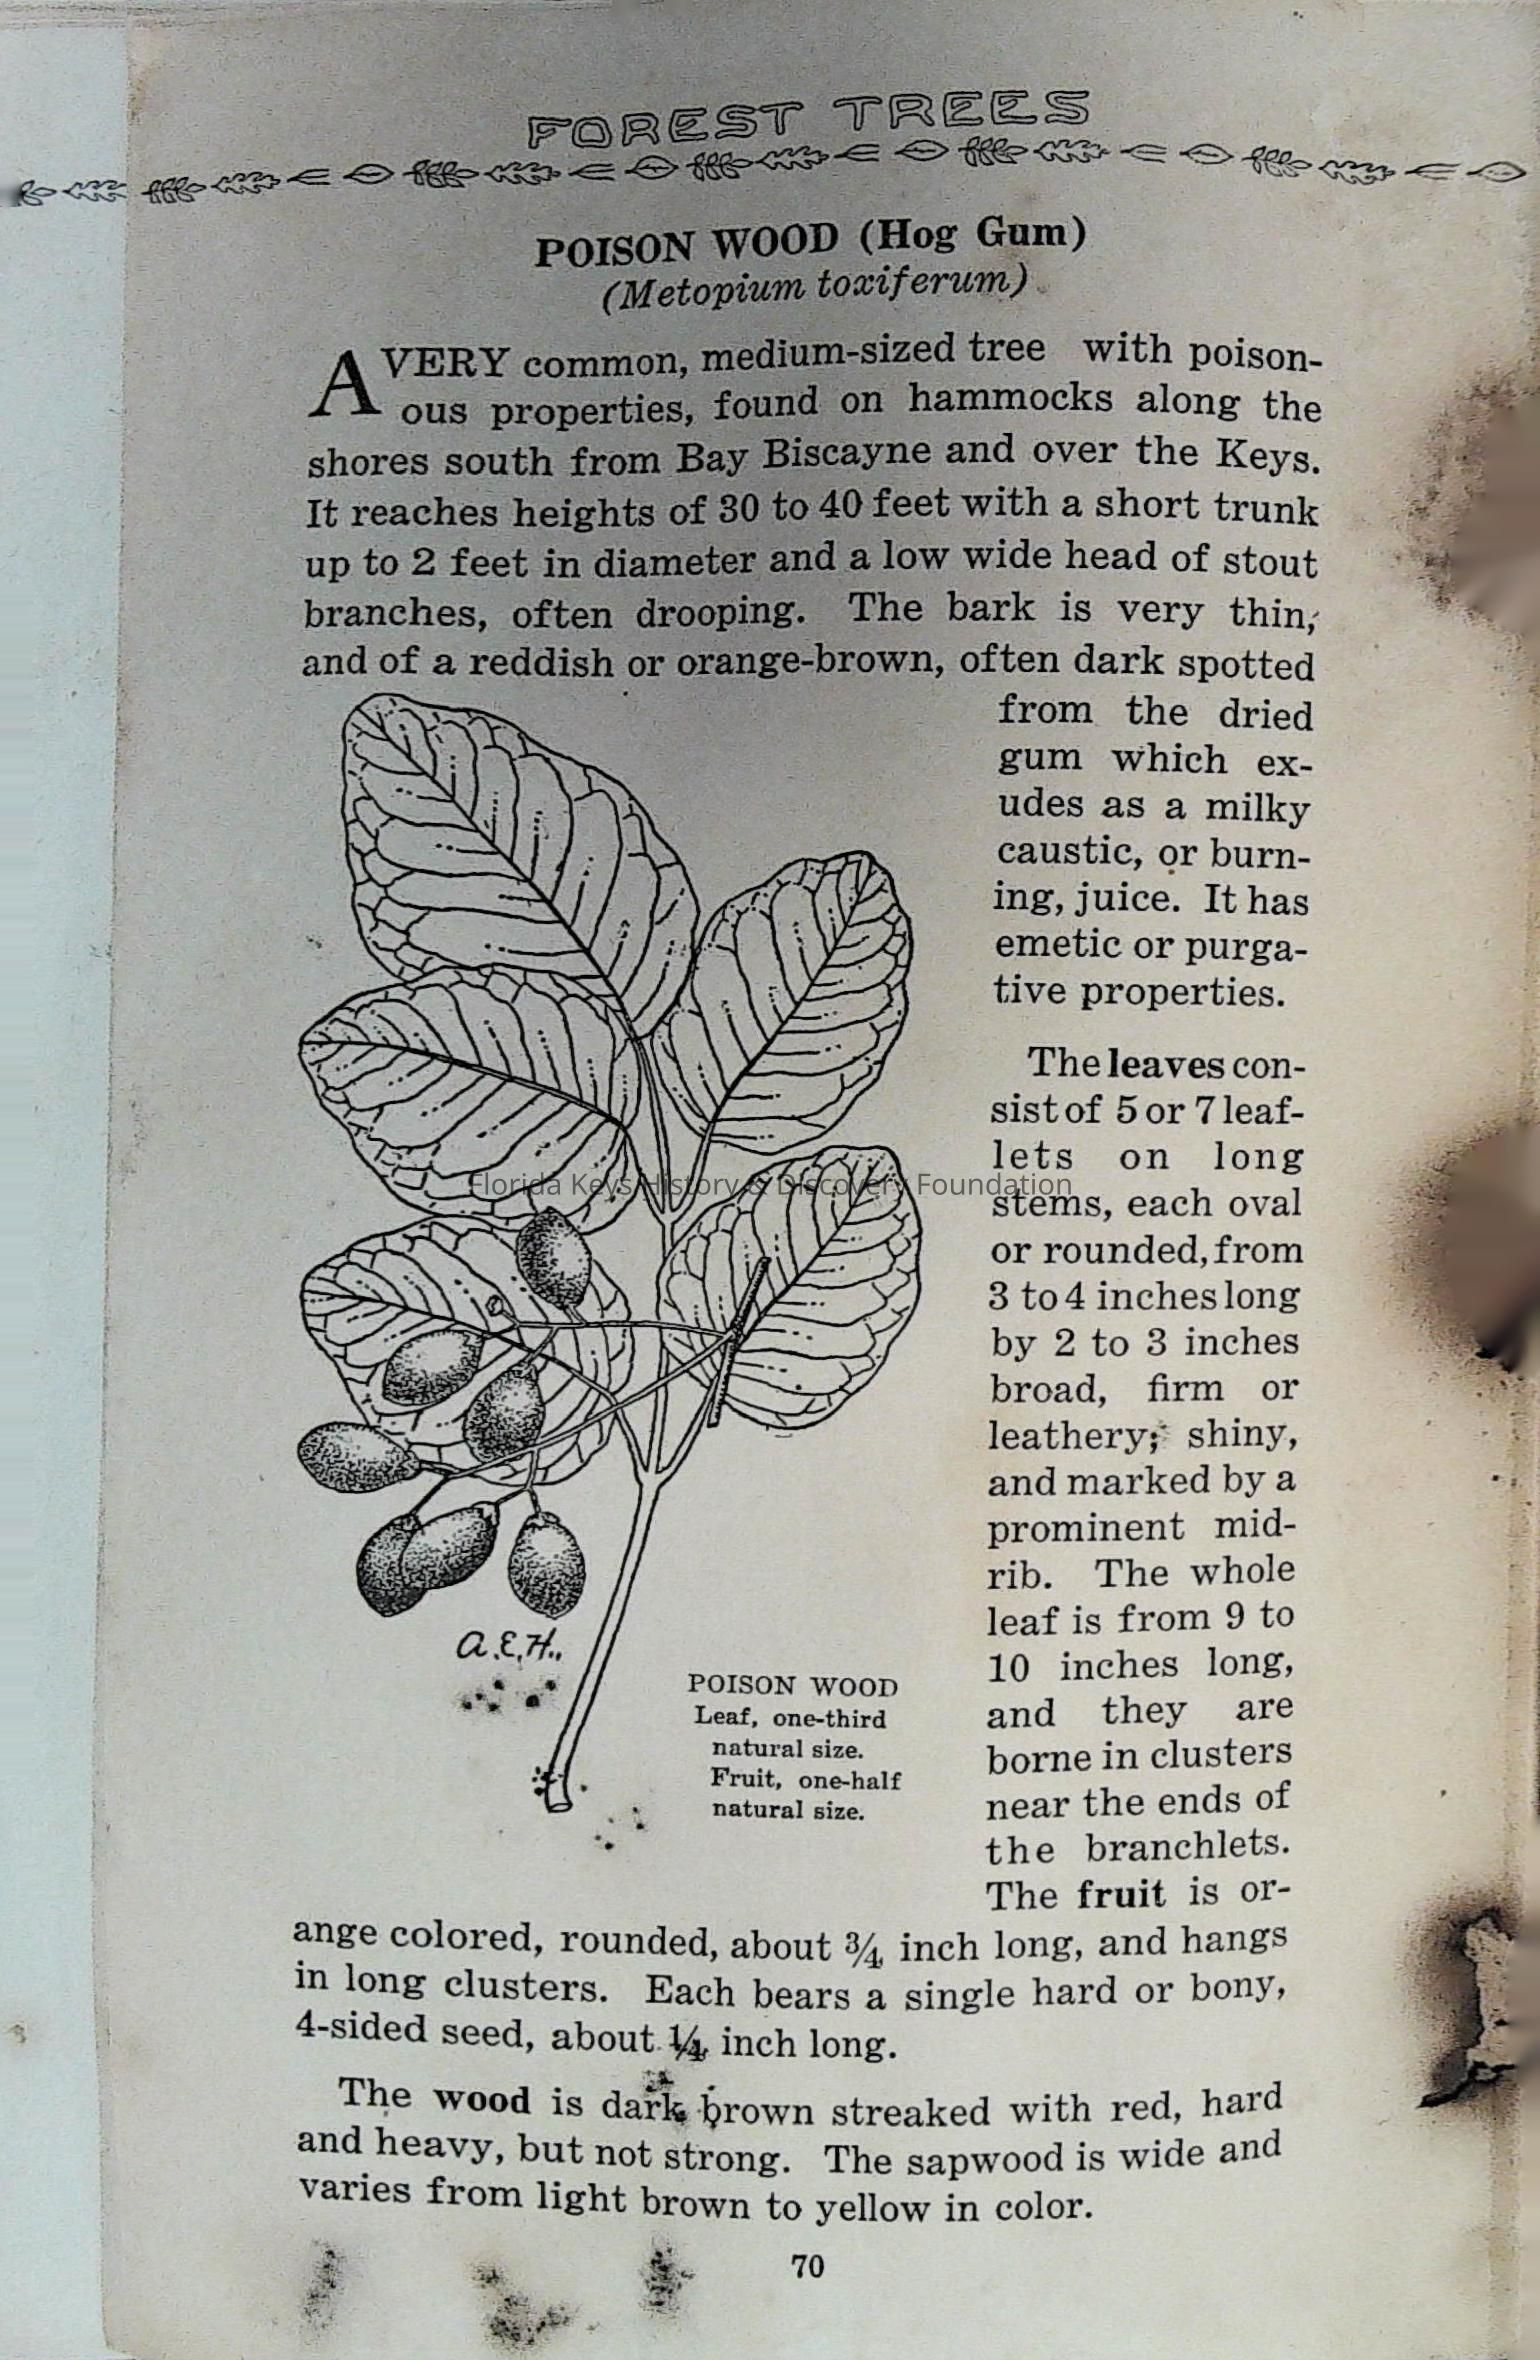 FOREST TREES
POISON WOOD (Hog Gum)
(Metopium toxiferum)
A VERY common, medium-sized tree with poison-
ous properties, found on hammocks along the
shores south from Bay Biscayne and over the Keys.
It reaches heights of 30 to 40 feet with a short trunk
up to 2 feet in diameter and a low wide head of stout
branches, often drooping. The bark is very thin,
and of a reddish or orange-brown, often dark spotted
from the dried
gum which ex-
udes as a milky
caustic, or burn-
ing, juice. It has
emetic or purga-
tive properties.
The leaves con-
sist of 5 or 7 leaf-
lets on long
stems, each oval
or rounded, from
3 to 4 inches long
by 2 to 3 inches
broad, firm or
leathery; shiny,
and marked by a
prominent mid-
rib. The whole
leaf is from 9 to
10 inches long,
and they are
borne in clusters
near the ends of
the branchlets.
The fruit is or-
ange colored, rounded, about ¾ inch long, and hangs
in long clusters. Each bears a single hard or bony,
4-sided seed, about ¼ inch long.
The wood is dark brown streaked with red, hard
and heavy, but not strong. The sapwood is wide and
varies from light brown to yellow in color.
A.E.H.
POISON WOOD
Leaf, one-third
natural size.
Fruit, one-half
natural size.
Florida Keys History & Discovery Foundation
70